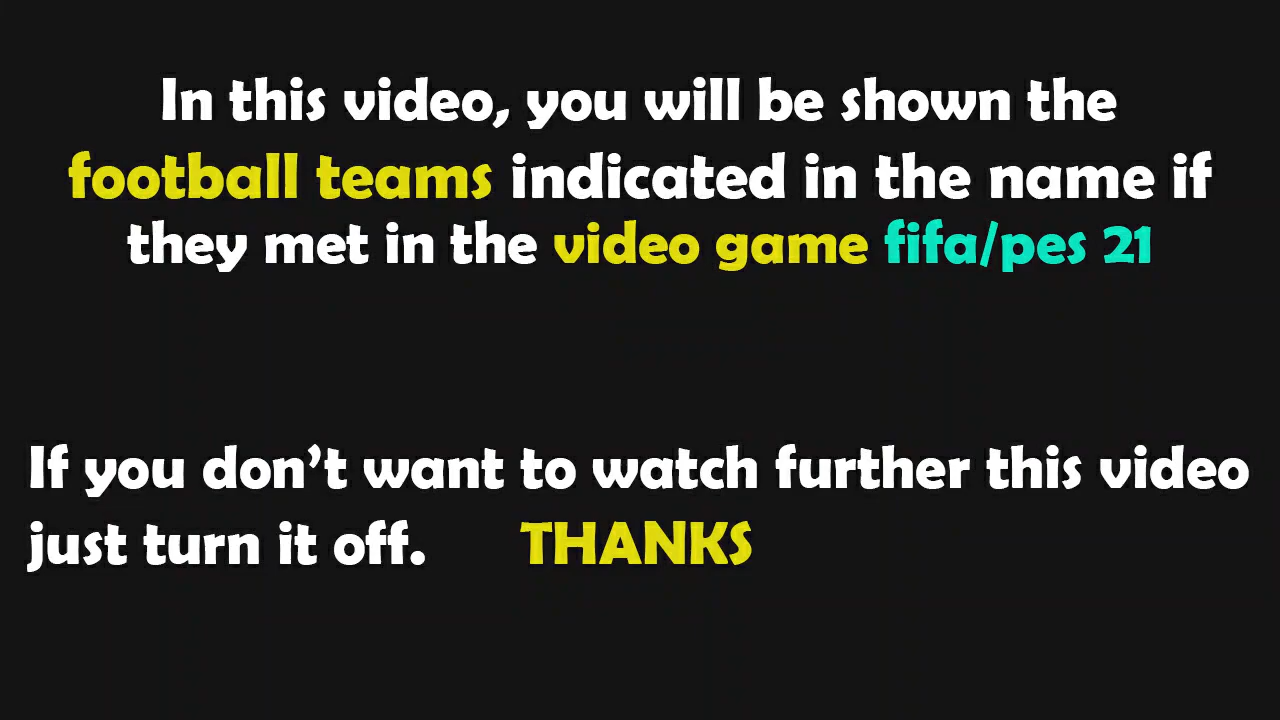 In this video, you will be shown the
football teams indicated in the name if
they met in the video game fifa/pes 21
If you don't want to watch further this video
just turn it off. THANKS